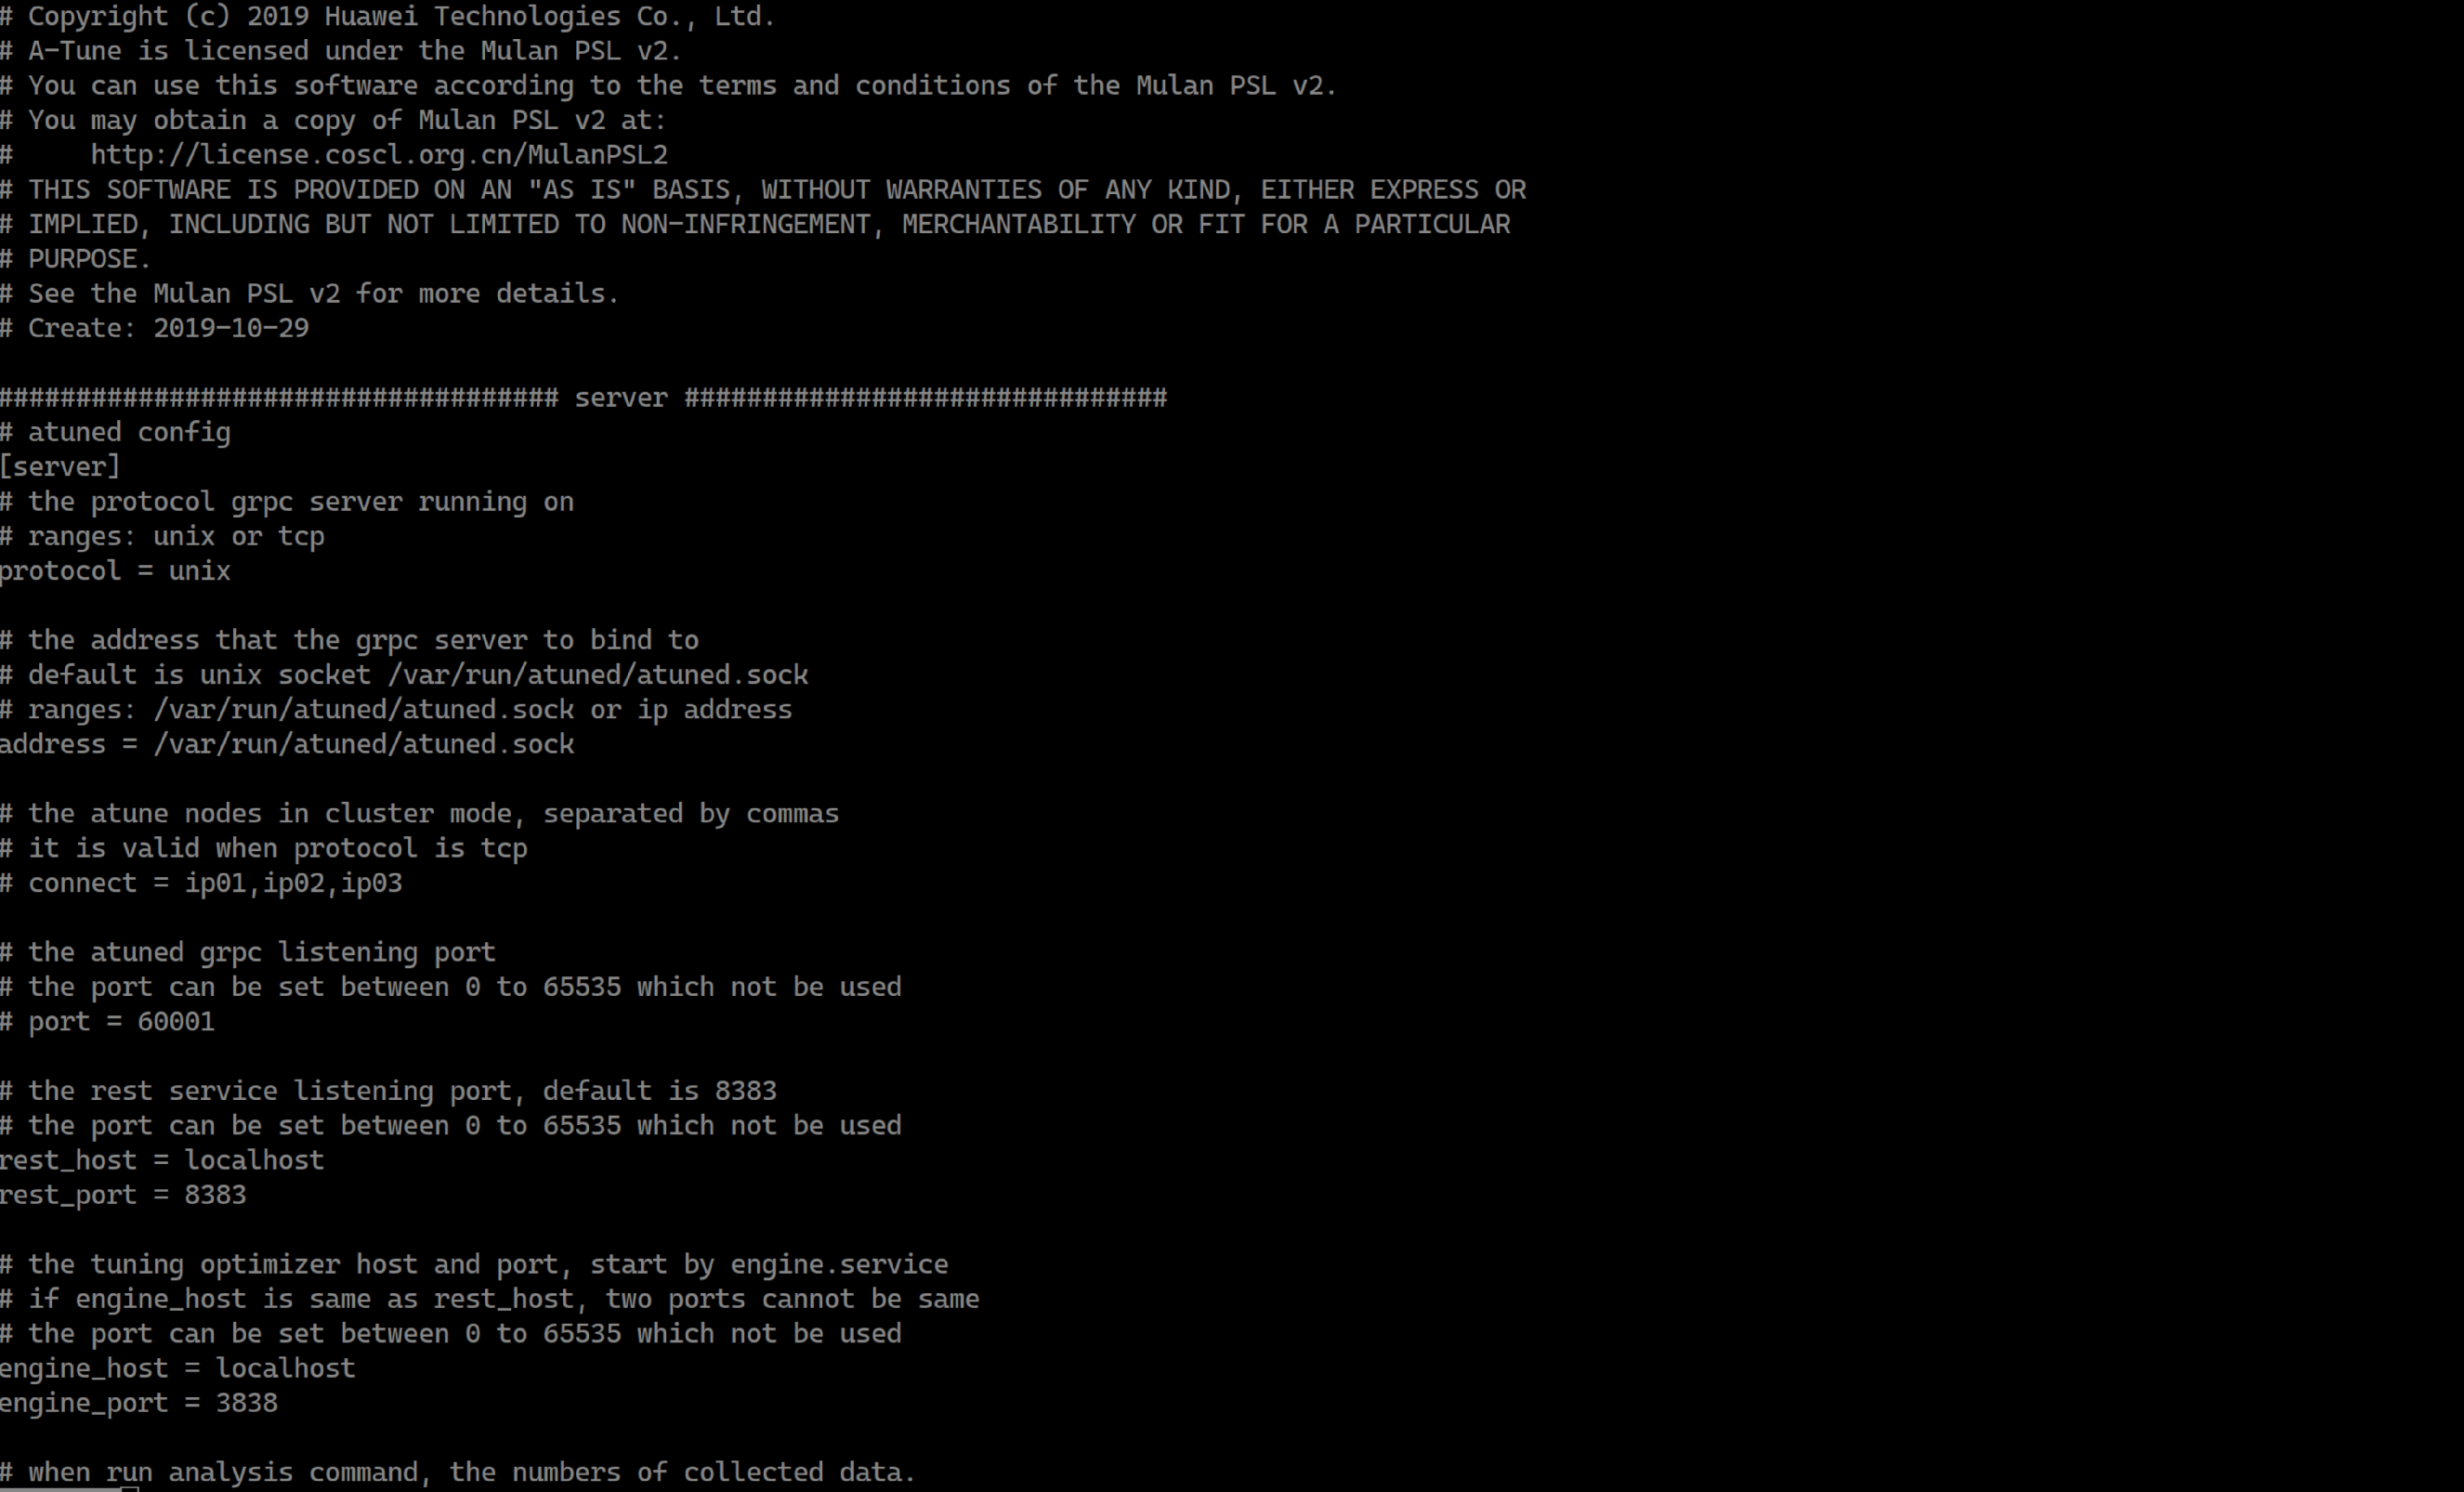 # Copyright (c) 2019 Huawei Technologies Co., Ltd.
# A-Tune is licensed under the Mulan PSL v2.
# You can use this software according to the terms and conditions of the Mulan PSL v2.
# You may obtain a copy of Mulan PSL v2 at:
#     http://license.coscl.org.cn/MulanPSL2
# THIS SOFTWARE IS PROVIDED ON AN "AS IS" BASIS, WITHOUT WARRANTIES OF ANY KIND, EITHER EXPRESS OR
# IMPLIED, INCLUDING BUT NOT LIMITED TO NON-INFRINGEMENT, MERCHANTABILITY OR FIT FOR A PARTICULAR
# PURPOSE.
# See the Mulan PSL v2 for more details.
# Create: 2019-10-29
#################################### server ###############################
# atuned config
[server]
# the protocol grpc server running on
# ranges: unix or tcp
protocol = unix
# the address that the grpc server to bind to
# default is unix socket /var/run/atuned/atuned.sock
# ranges: /var/run/atuned/atuned.sock or ip address
address = /var/run/atuned/atuned.sock
# the atune nodes in cluster mode, separated by commas
# it is valid when protocol is tcp
# connect = ip01,ip02,ip03
# the atuned grpc listening port
# the port can be set between 0 to 65535 which not be used
# port = 60001
# the rest service listening port, default is 8383
# the port can be set between 0 to 65535 which not be used
rest_host = localhost
rest_port = 8383
# the tuning optimizer host and port, start by engine.service
# if engine_host is same as rest_host, two ports cannot be same
# the port can be set between 0 to 65535 which not be used
engine_host = localhost
engine_port = 3838
# when run analysis command, the numbers of collected data.